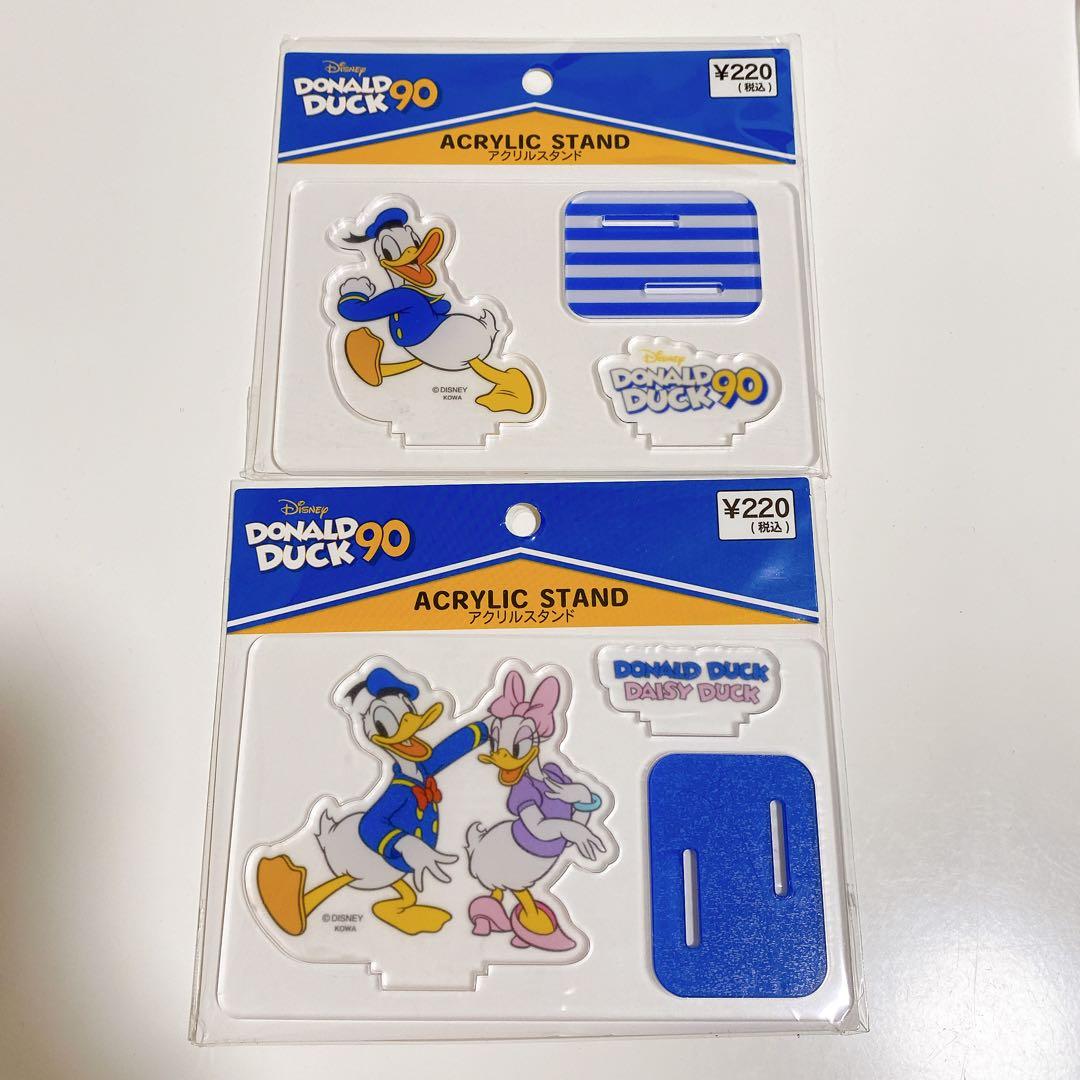 Disney
DONALD
DUCK 90
¥220
(税込)
ACRYLIC STAND
アクリルスタンド
©DISNEY
KOWA
Disney
DONALD
DUCK 90
Disney
DONALD
DUCK 90
¥220
(税込)
ACRYLIC STAND
アクリルスタンド
DONALD DUCK
DAISY DUCK
©DISNEY
KOWA